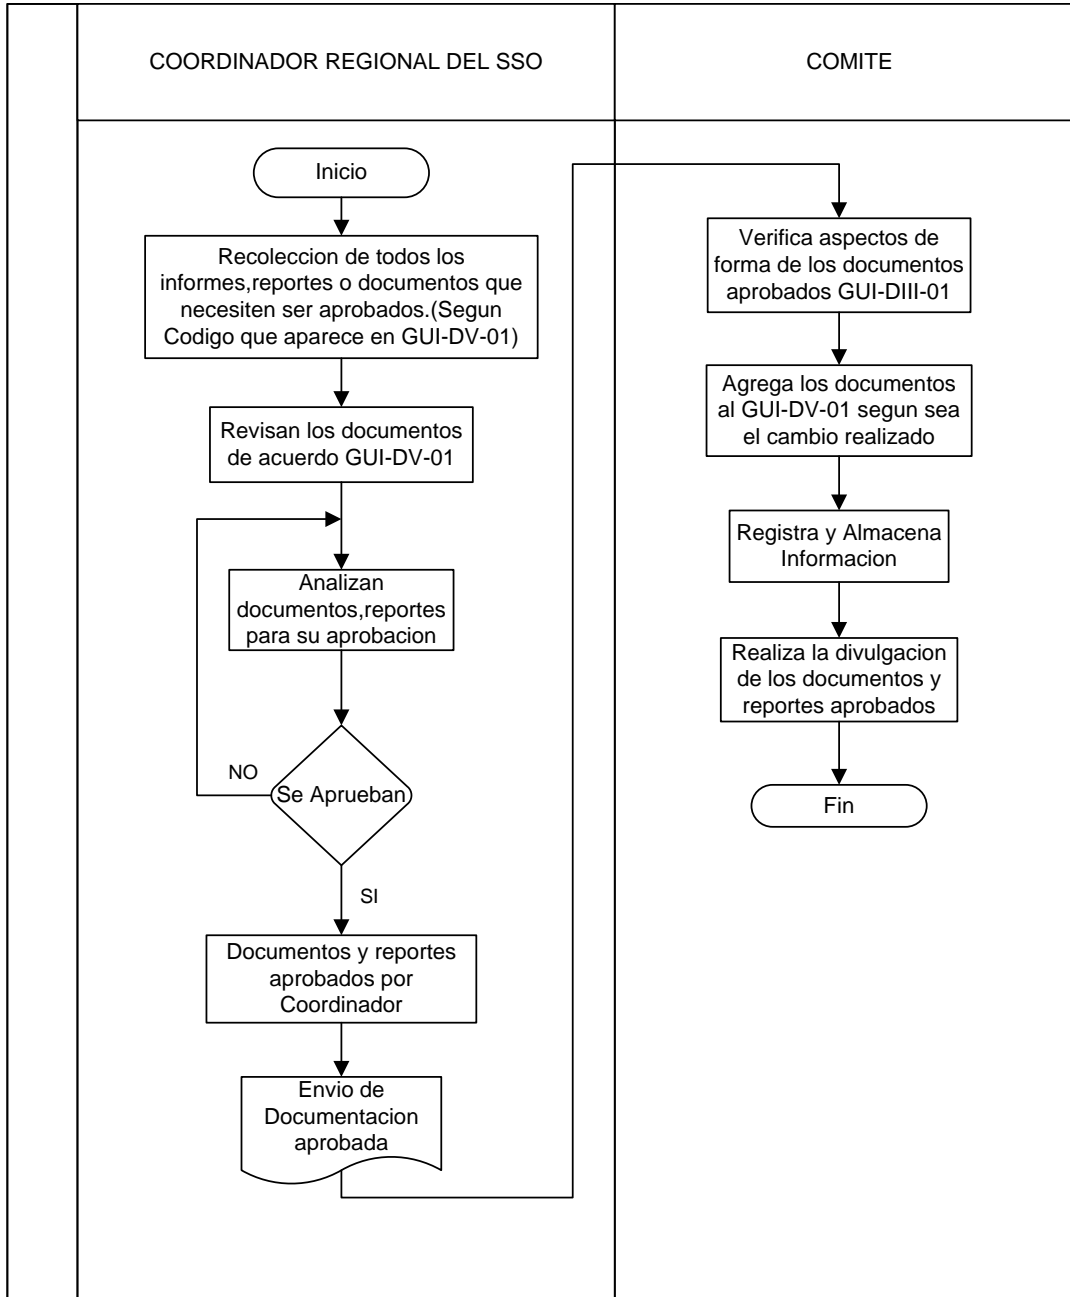 COORDINADOR REGIONAL DEL SSO
COMITE
Inicio
Recoleccion de todos los
informes,reportes o documentos que
necesiten ser aprobados.(Segun
Codigo que aparece en GUI-DV-01)
Revisan los documentos
de acuerdo GUI-DV-01
Analizan
documentos,reportes
para su aprobacion
NO
Se Aprueban
SI
Documentos y reportes
aprobados por
Coordinador
Envio de
Documentacion
aprobada
Verifica aspectos de
forma de los documentos
aprobados GUI-DIII-01
Agrega los documentos
al GUI-DV-01 segun sea
el cambio realizado
Registra y Almacena
Informacion
Realiza la divulgacion
de los documentos y
reportes aprobados
Fin